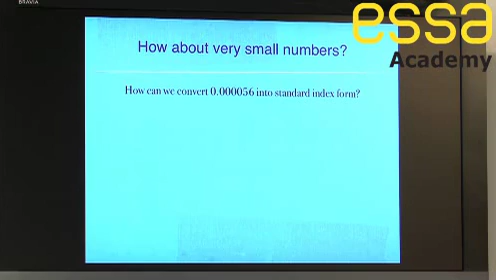 BRAVIA
essa
Academy
How about very small numbers?
How can we convert 0.000056 into standard index form?